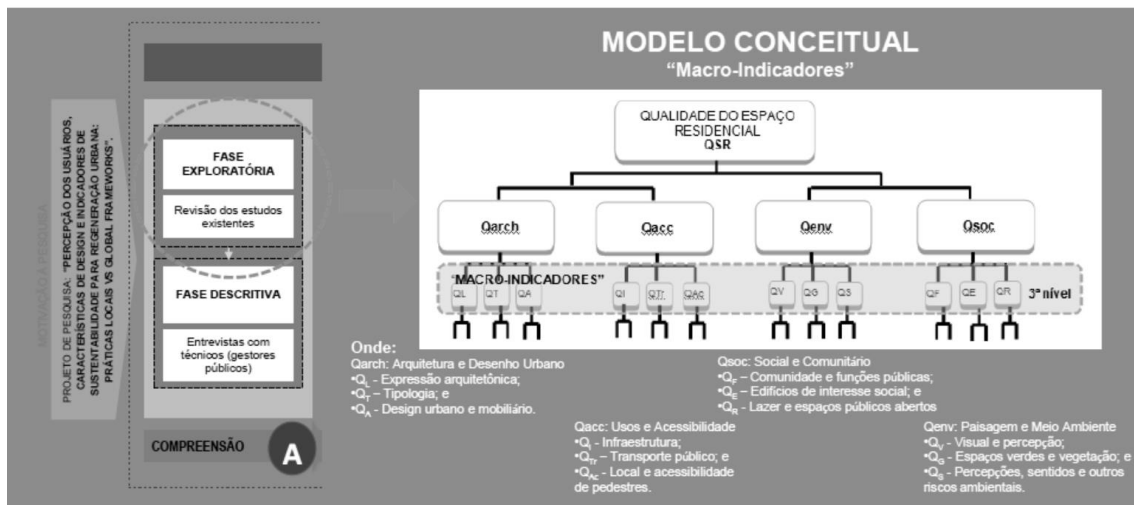 MODELO CONCEITUAL
“Macro-Indicadores”
MOTIVAÇÃO A PESQUISA
PROJETO DE PESQUISA: “PERCEPÇÃO DOS USUÁRIOS,
CARACTERÍSTICAS DE DESIGN E INDICADORES DE
SUSTENTABILIDADE PARA REGENERAÇÃO URBANA:
PRÁTICAS LOCAIS VS GLOBAL FRAMEWORKS”.
FASE
EXPLORATÓRIA
Revisão dos estudos
existentes
FASE DESCRITIVA
Entrevistas com
técnicos (gestores
públicos)
COMPREENSÃO
A
QUALIDADE DO ESPAÇO
RESIDENCIAL
QSR
Qarch
Qacc
Qenv
Qsoc
“MACRO-INDICADORES”
QL QT QA QI QTr QAc QV QG QS QF QE QR
3ª nível
Onde:
Qarch: Arquitetura e Desenho Urbano
•QL - Expressão arquitetônica;
•QT – Tipologia; e
•QA – Design urbano e mobiliário.
Qacc: Usos e Acessibilidade
•QI - Infraestrutura;
•QTr – Transporte público; e
•QAc - Local e acessibilidade
de pedestres.
Qsoc: Social e Comunitário
•QF – Comunidade e funções públicas;
•QE – Edifícios de interesse social; e
•QR – Lazer e espaços públicos abertos
Qenv: Paisagem e Meio Ambiente
•QV – Visual e percepção;
•QG - Espaços verdes e vegetação; e
•QS - Percepções, sentidos e outros
riscos ambientais.